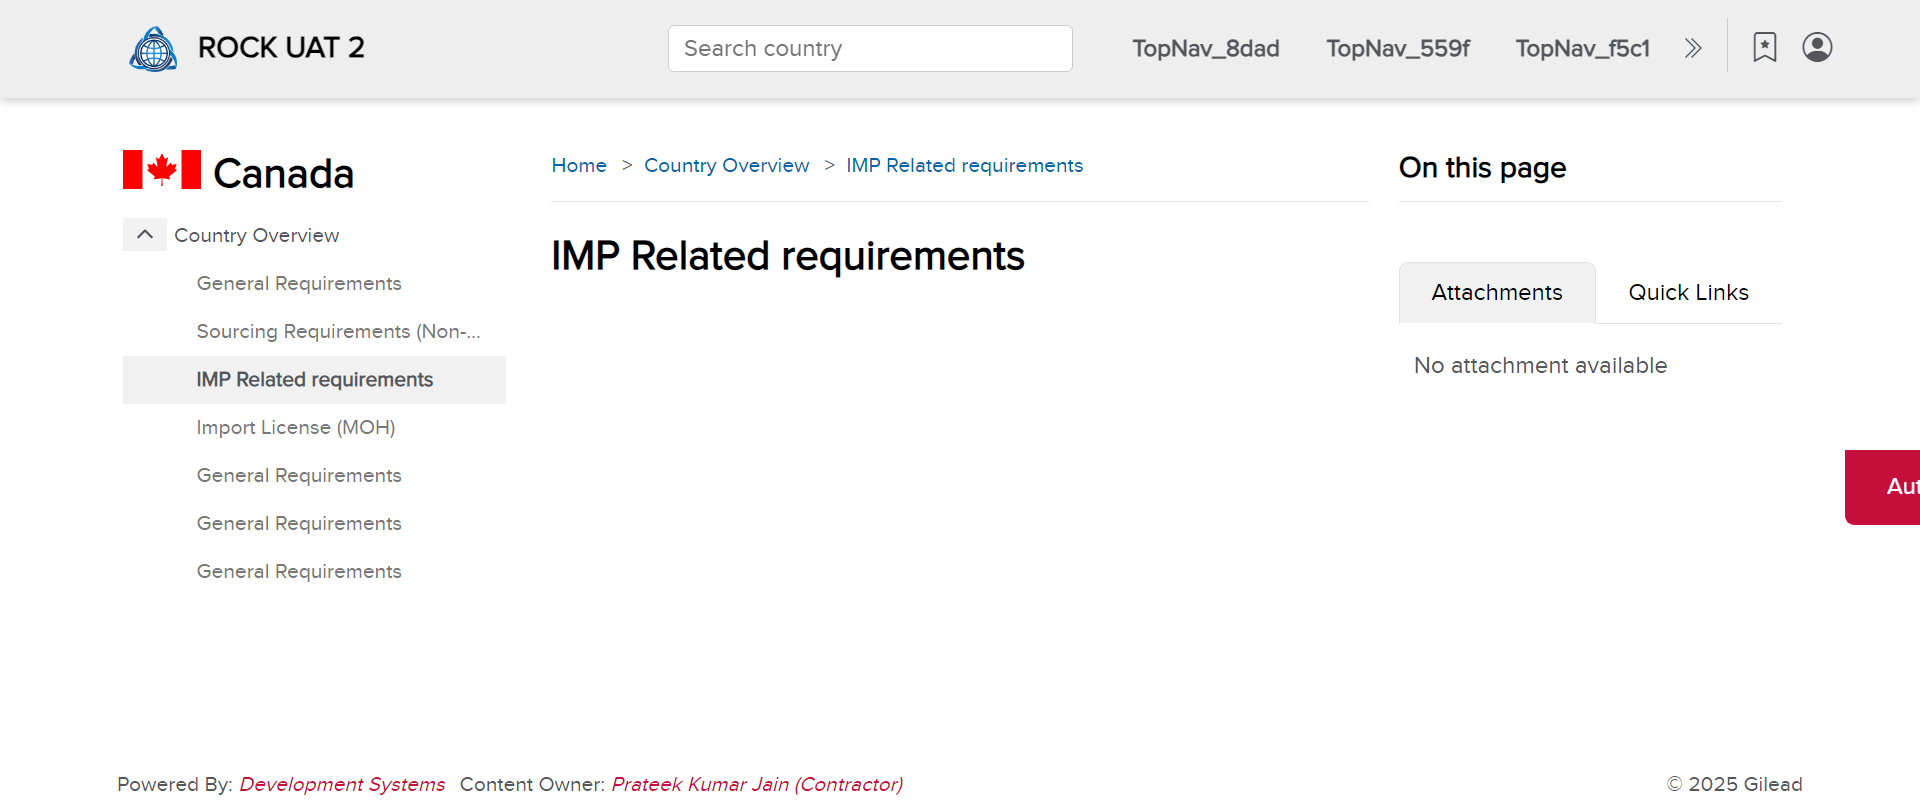 ROCK UAT 2
Search country
TopNav_8dad
TopNav_559f
TopNav_f5c1
Canada
Country Overview
General Requirements
Sourcing Requirements (Non-...
IMP Related requirements
Import License (MOH)
General Requirements
General Requirements
General Requirements
Home > Country Overview > IMP Related requirements
IMP Related requirements
On this page
Attachments
Quick Links
No attachment available
Aut
Powered By: Development Systems Content Owner: Prateek Kumar Jain (Contractor)
© 2025 Gilead